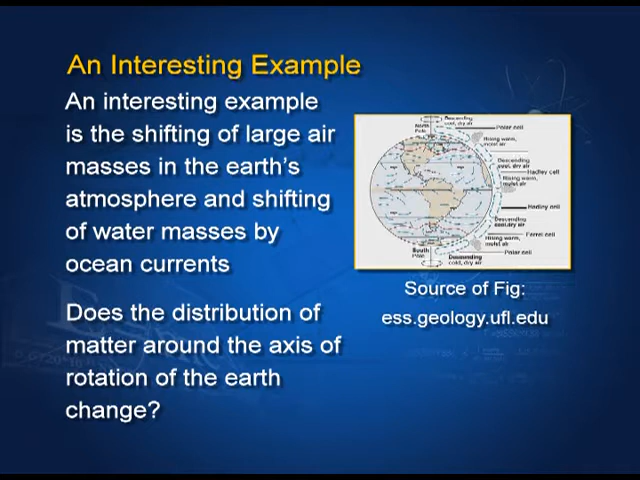 An Interesting Example
An interesting example
is the shifting of large air
masses in the earth's
atmosphere and shifting
of water masses by
ocean currents
Does the distribution of
matter around the axis of
rotation of the earth
change?
Descending
cold, dry air
North
Pole
Polar cell
Rising warm,
moist air
Descending
cool, dry air
Hadley cell
Rising warm,
moist air
Hadley cell
Descending
cool, dry air
Ferrel cell
Rising warm,
moist air
Polar cell
South
Pole
Descending
cold, dry air
Source of Fig:
ess.geology.ufl.edu